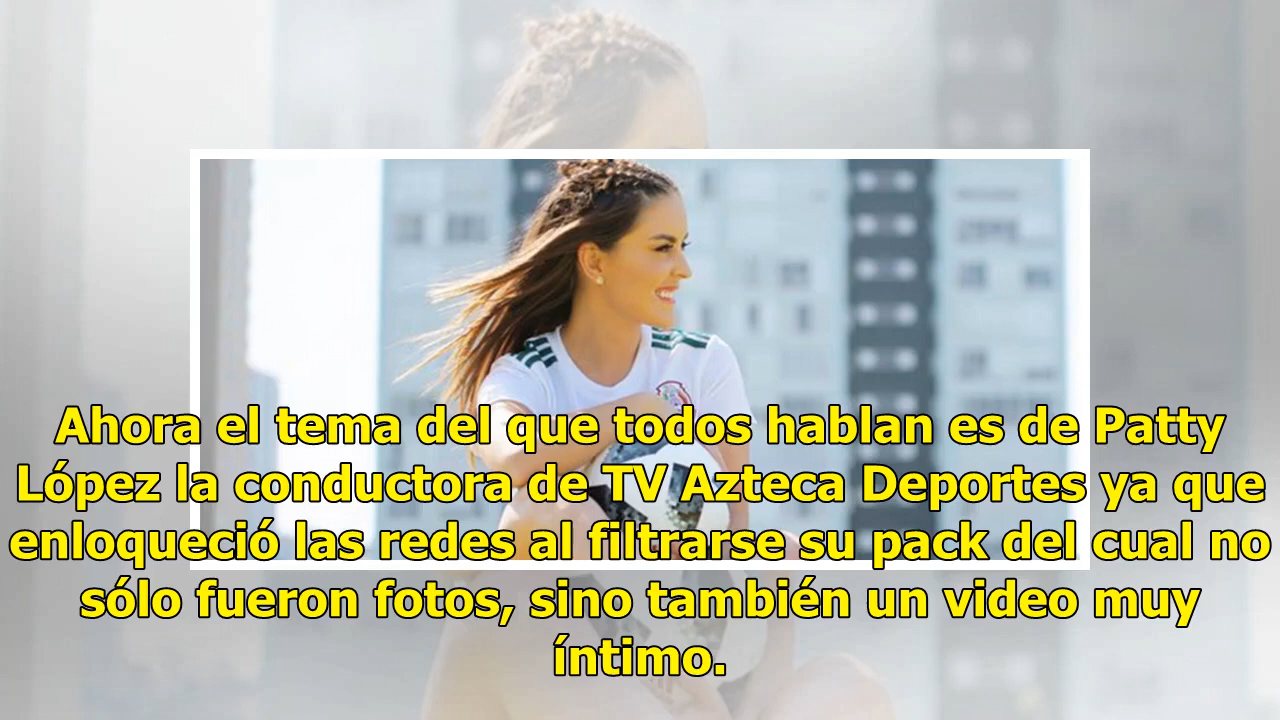 Ahora el tema del que todos hablan es de Patty
López la conductora de TV Azteca Deportes ya que
enloqueció las redes al filtrarse su pack del cual no
sólo fueron fotos, sino también un video muy
íntimo.